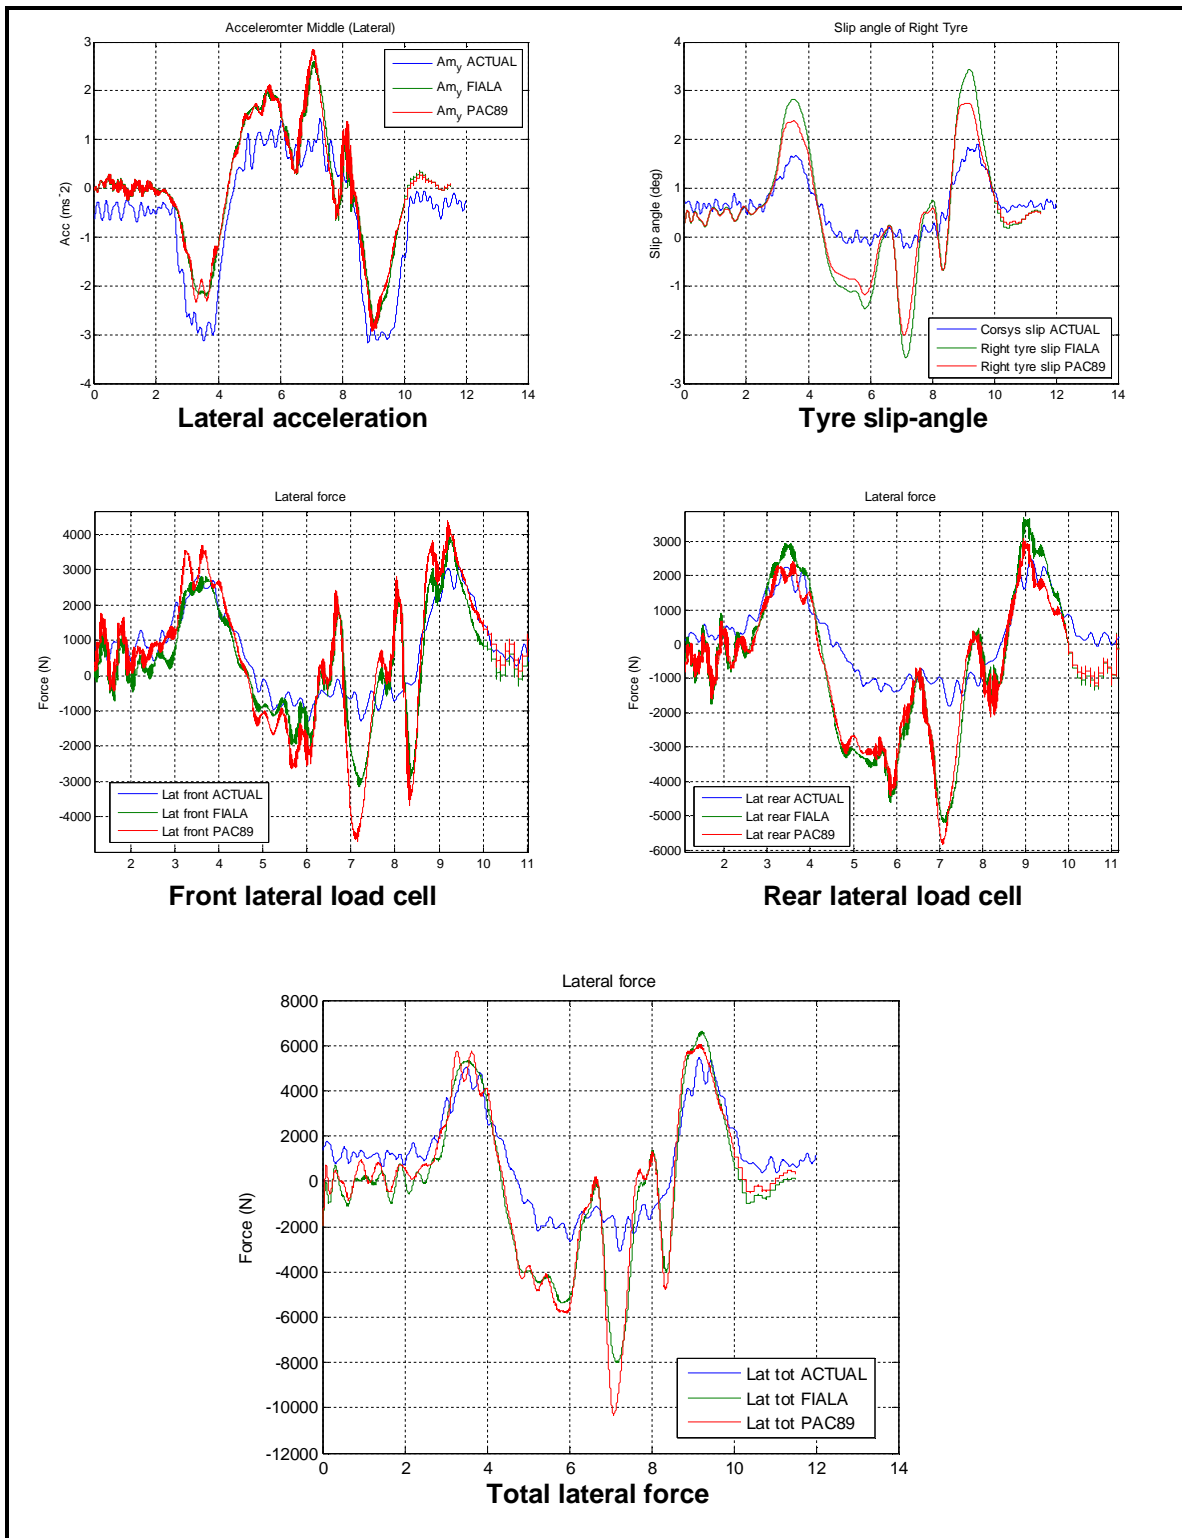 Acceleromter Middle (Lateral)
Acc (ms^-2)
3
2
1
0
-1
-2
-3
-4
0 2 4 6 8 10 12 14
Am_y ACTUAL
Am_y FIALA
Am_y PAC89
Lateral acceleration
Slip angle of Right Tyre
Slip angle (deg)
4
3
2
1
0
-1
-2
-3
0 2 4 6 8 10 12 14
Corsys slip ACTUAL
Right tyre slip FIALA
Right tyre slip PAC89
Tyre slip-angle
Lateral force
Force (N)
4000
3000
2000
1000
0
-1000
-2000
-3000
-4000
2 3 4 5 6 7 8 9 10 11
Lat front ACTUAL
Lat front FIALA
Lat front PAC89
Front lateral load cell
Lateral force
Force (N)
3000
2000
1000
0
-1000
-2000
-3000
-4000
-5000
-6000
2 3 4 5 6 7 8 9 10 11
Lat rear ACTUAL
Lat rear FIALA
Lat rear PAC89
Rear lateral load cell
Lateral force
Force (N)
8000
6000
4000
2000
0
-2000
-4000
-6000
-8000
-10000
-12000
0 2 4 6 8 10 12 14
Lat tot ACTUAL
Lat tot FIALA
Lat tot PAC89
Total lateral force